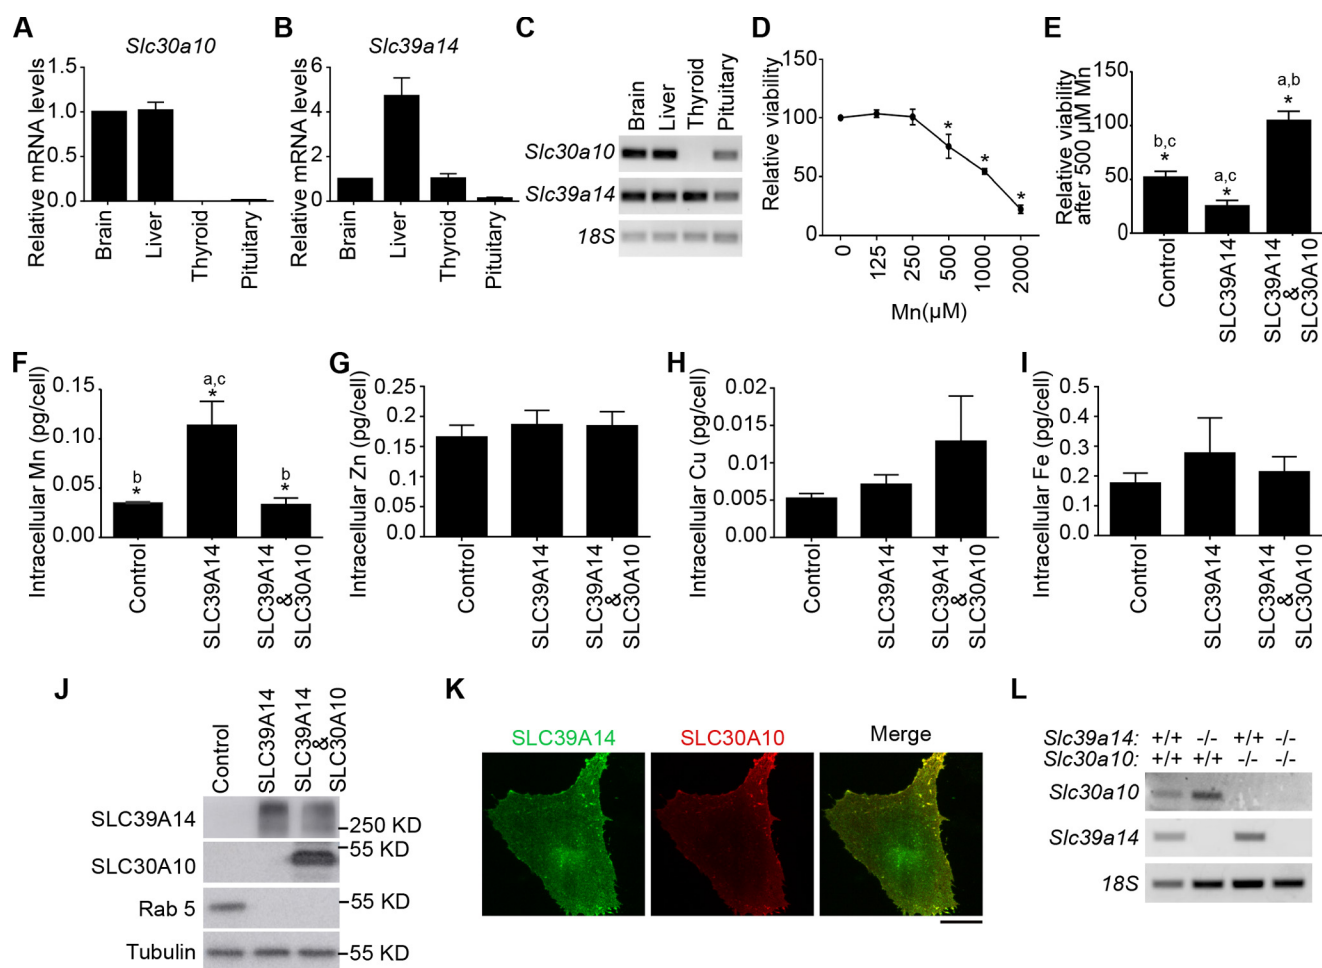 A
Slc30a10
Relative mRNA levels
1.5
1.0
0.5
0.0
Brain
Liver
Thyroid
Pituitary
B
Slc39a14
Relative mRNA levels
6
4
2
0
Brain
Liver
Thyroid
Pituitary
C
Brain
Liver
Thyroid
Pituitary
Slc30a10
Slc39a14
18S
D
Relative viability
150
100
50
0
* * *
0
125
250
500
1000
2000
Mn(µM)
E
Relative viability
after 500 µM Mn
150
100
50
0
b,c
*
a,c
*
a,b
*
Control
SLC39A14
SLC39A14
&
SLC30A10
F
Intracellular Mn (pg/cell)
0.15
0.10
0.05
0.00
b
*
a,c
*
b
*
Control
SLC39A14
SLC39A14
&
SLC30A10
G
Intracellular Zn (pg/cell)
0.25
0.2
0.15
0.1
0.05
0.0
Control
SLC39A14
SLC39A14
&
SLC30A10
H
Intracellular Cu (pg/cell)
0.02
0.015
0.01
0.005
0.000
Control
SLC39A14
SLC39A14
&
SLC30A10
I
Intracellular Fe (pg/cell)
0.5
0.4
0.3
0.2
0.1
0.0
Control
SLC39A14
SLC39A14
&
SLC30A10
J
Control
SLC39A14
SLC39A14
&
SLC30A10
SLC39A14
-250 KD
SLC30A10
-55 KD
Rab 5
-55 KD
Tubulin
-55 KD
K
SLC39A14
SLC30A10
Merge
L
Slc39a14: +/+ -/- +/+ -/-
Slc30a10: +/+ +/+ -/- -/-
Slc30a10
Slc39a14
18S